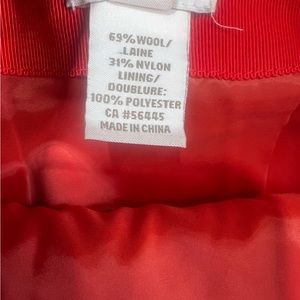 69% WOOL/
LAINE
31% NYLON
LINING/
DOUBLURE:
100% POLYESTER
CA #56445
MADE IN CHINA